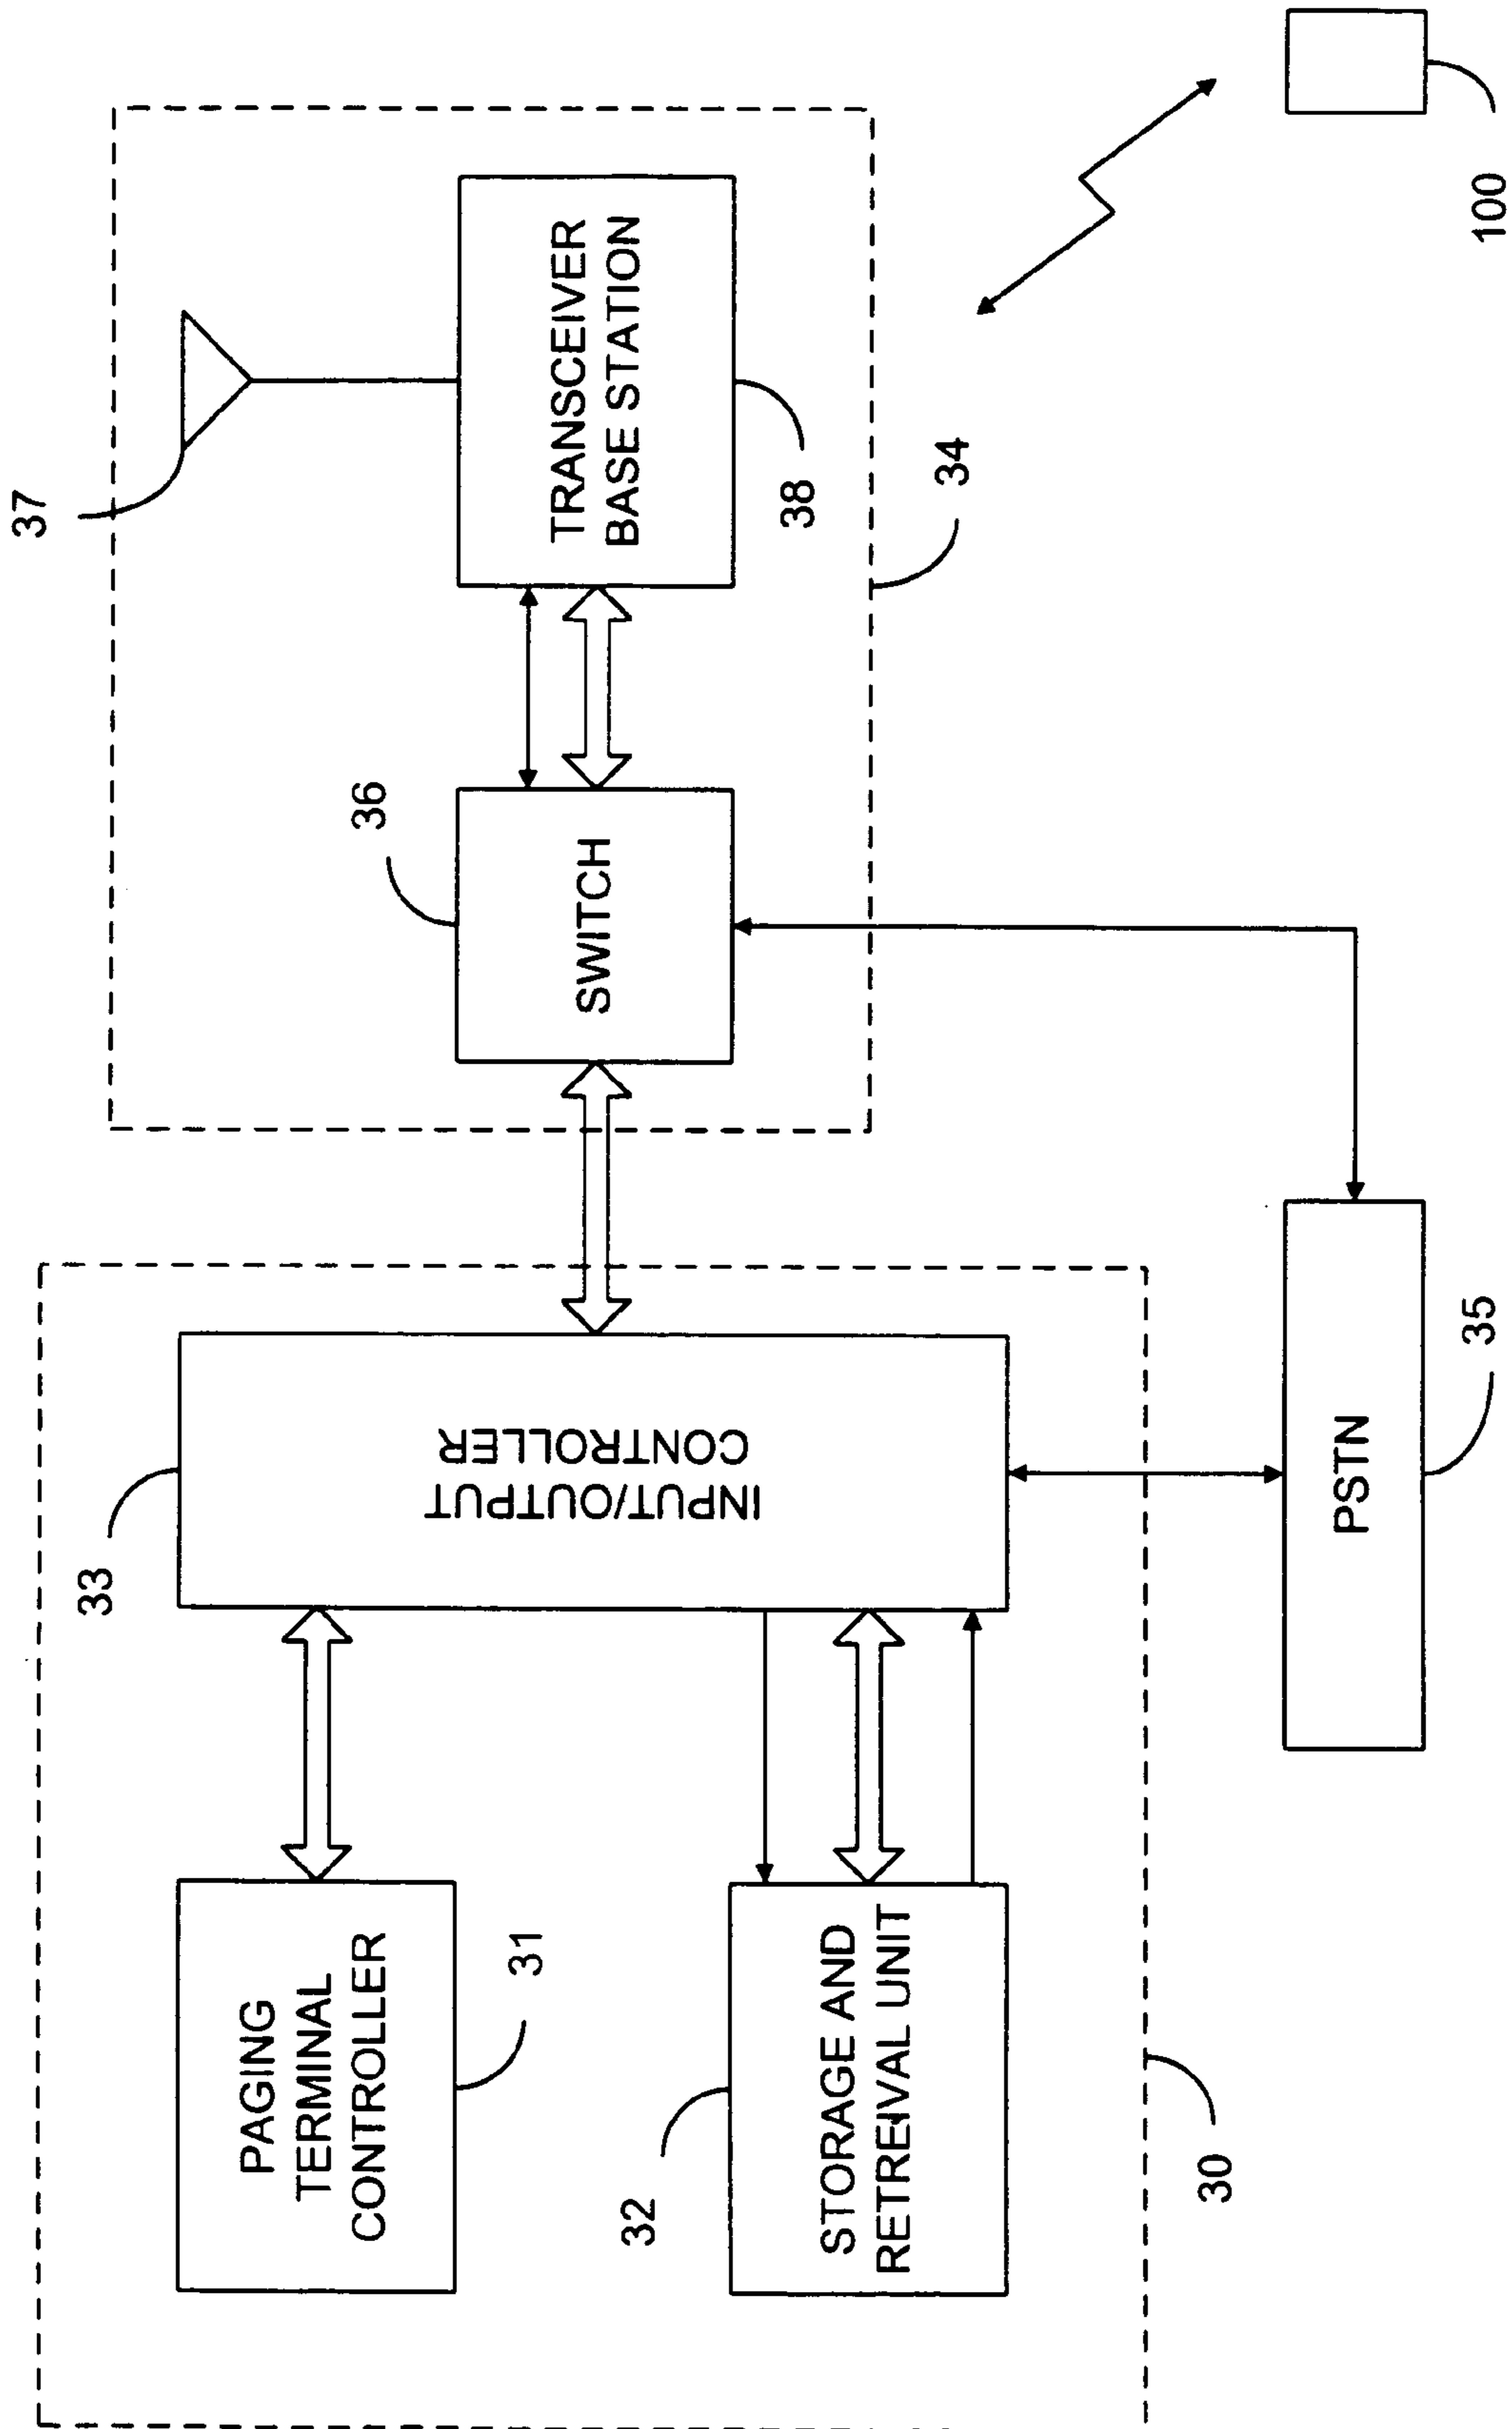 37
TRANSCEIVER
BASE STATION
38
34
100
36
SWITCH
33
INPUT/OUTPUT
CONTROLLER
PSTN
35
PAGING
TERMINAL
CONTROLLER
31
32
STORAGE AND
RETREIVAL UNIT
30